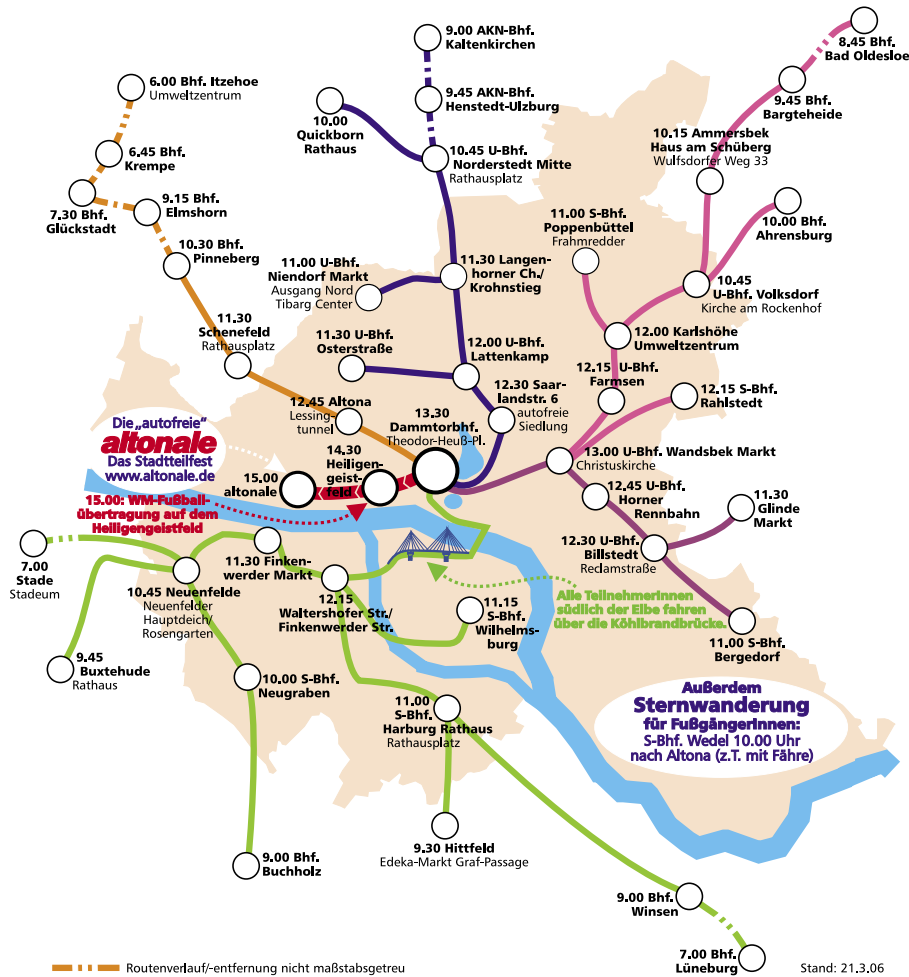 9.00 AKN-Bhf.
Kaltenkirchen
8.45 Bhf.
Bad Oldesloe
6.00 Bhf. Itzehoe
Umweltzentrum
9.45 AKN-Bhf.
Henstedt-Ulzburg
9.45 Bhf.
Bargteheide
10.00
Quickborn
Rathaus
6.45 Bhf.
Krempe
10.45 U-Bhf.
Norderstedt Mitte
Rathausplatz
10.15 Ammersbek
Haus am Schüberg
Wulfsdorfer Weg 33
7.30 Bhf.
Glückstadt
9.15 Bhf.
Elmshorn
11.00 S-Bhf.
Poppenbüttel
Frahmredder
10.00 Bhf.
Ahrensburg
10.30 Bhf.
Pinneberg
11.00 U-Bhf.
Niendorf Markt
Ausgang Nord
Tibarg Center
11.30 Langen-
horner Ch./
Krohnstieg
10.45
U-Bhf. Volksdorf
Kirche am Rockenhof
11.30
Schenefeld
Rathausplatz
11.30 U-Bhf.
Osterstraße
12.00 U-Bhf.
Lattenkamp
12.00 Karlshöhe
Umweltzentrum
12.15 U-Bhf.
Farmsen
12.30 Saar-
landstr. 6
autofreie
Siedlung
12.15 S-Bhf.
Rahlstedt
12.45 Altona
Lessing-
tunnel
13.30
Dammtorbhf.
Theodor-Heuß-Pl.
Die „autofreie"
altonale
Das Stadtteilfest
www.altonale.de
14.30
Heiligen-
geist-
feld
15.00
altonale
13.00 U-Bhf. Wandsbek Markt
Christuskirche
12.45 U-Bhf.
Horner
Rennbahn
11.30
Glinde
Markt
15.00: WM-Fußball-
übertragung auf dem
Heiligengeistfeld
12.30 U-Bhf.
Billstedt
Reclamstraße
7.00
Stade
Stadeum
11.30 Finken-
werder Markt
10.45 Neuenfelde
Neuenfelder
Hauptdeich/
Rosengarten
12.15
Waltershofer Str./
Finkenwerder Str.
11.15
S-Bhf.
Wilhelms-
burg
Alle TeilnehmerInnen
südlich der Elbe fahren
über die Köhlbrandbrücke.
11.00 S-Bhf.
Bergedorf
9.45
Buxtehude
Rathaus
10.00 S-Bhf.
Neugraben
11.00
S-Bhf.
Harburg Rathaus
Rathausplatz
Außerdem
Sternwanderung
für FußgängerInnen:
S-Bhf. Wedel 10.00 Uhr
nach Altona (z.T. mit Fähre)
9.30 Hittfeld
Edeka-Markt Graf-Passage
9.00 Bhf.
Buchholz
9.00 Bhf.
Winsen
7.00 Bhf.
Lüneburg
Routenverlauf/-entfernung nicht maßstabsgetreu
Stand: 21.3.06